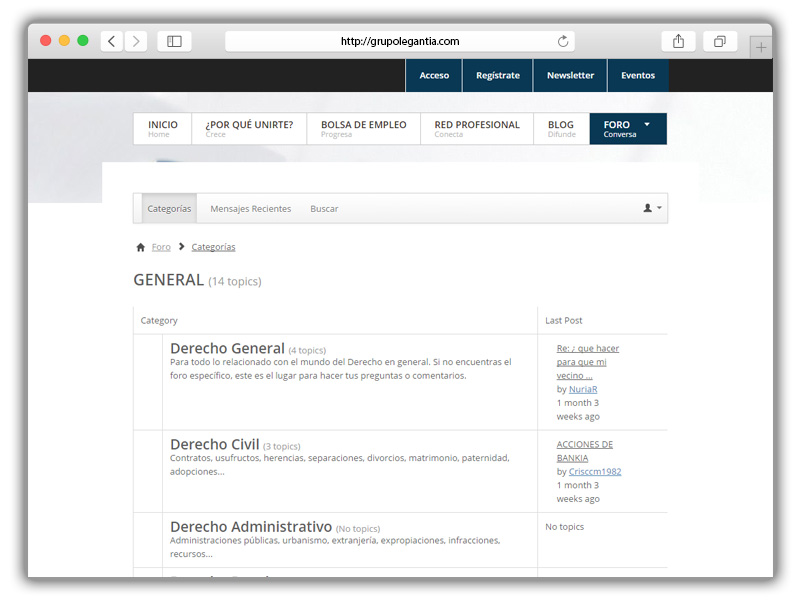 http://grupolegantia.com
Acceso Regístrate Newsletter Eventos
INICIO ¿POR QUÉ UNIRTE? BOLSA DE EMPLEO RED PROFESIONAL BLOG FORO
Home Crece Progresa Conecta Difunde Conversa
Categorías Mensajes Recientes Buscar
Foro Categorías
GENERAL (14 topics)
Category Last Post
Derecho General (4 topics)
Para todo lo relacionado con el mundo del Derecho en general. Si no encuentras el
foro específico, este es el lugar para hacer tus preguntas o comentarios.
Re: ¿ que hacer
para que mi
vecino ...
by NuriaR
1 month 3
weeks ago
Derecho Civil (3 topics)
Contratos, usufructos, herencias, separaciones, divorcios, matrimonio, paternidad,
adopciones...
ACCIONES DE
BANKIA
by Crisccm1982
1 month 3
weeks ago
Derecho Administrativo (No topics)
Administraciones públicas, urbanismo, extranjería, expropiaciones, infracciones,
recursos...
No topics